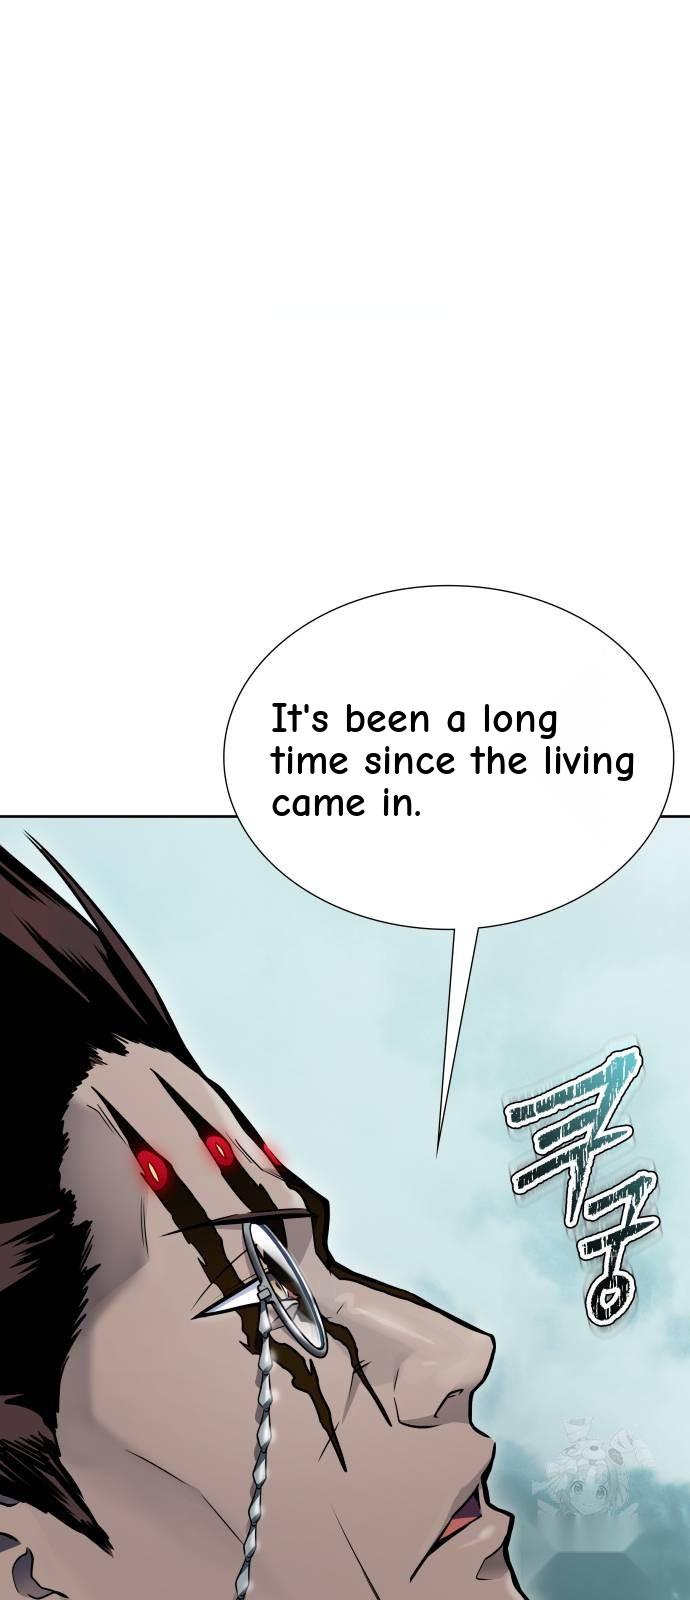 It's been a long
time since the living
came in.
쿠
궁